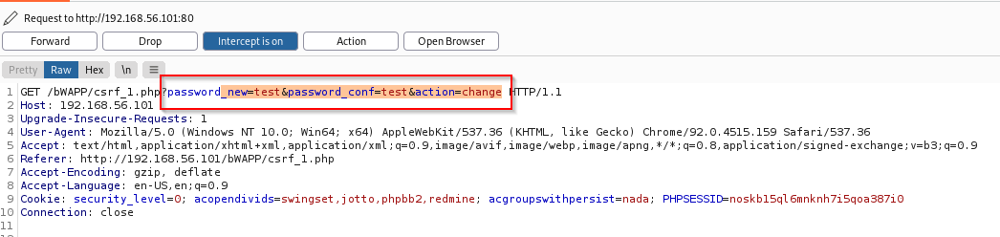 Request to http://192.168.56.101:80
Forward Drop Intercept is on Action Open Browser
Pretty Raw Hex \n
1 GET /bWAPP/csrf_1.php?password_new=test&password_conf=test&action=change HTTP/1.1
2 Host: 192.168.56.101
3 Upgrade-Insecure-Requests: 1
4 User-Agent: Mozilla/5.0 (Windows NT 10.0; Win64; x64) AppleWebKit/537.36 (KHTML, like Gecko) Chrome/92.0.4515.159 Safari/537.36
5 Accept: text/html,application/xhtml+xml,application/xml;q=0.9,image/avif,image/webp,image/apng,*/*;q=0.8,application/signed-exchange;v=b3;q=0.9
6 Referer: http://192.168.56.101/bWAPP/csrf_1.php
7 Accept-Encoding: gzip, deflate
8 Accept-Language: en-US,en;q=0.9
9 Cookie: security_level=0; acopendivids=swingset,jotto,phpbb2,redmine; acgroupswithpersist=nada; PHPSESSID=noskb15ql6mnknh7i5qoa387i0
10 Connection: close
11